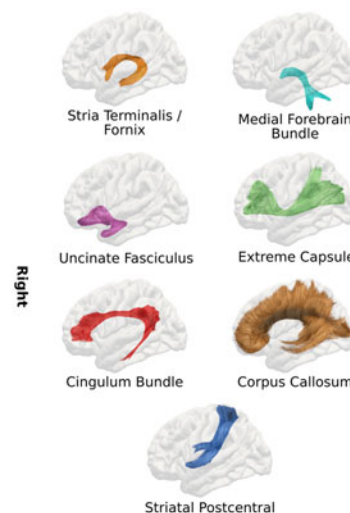 Stria Terminalis /
Fornix
Medial Forebrain
Bundle
Uncinate Fasciculus
Extreme Capsule
Right
Cingulum Bundle
Corpus Callosum
Striatal Postcentral